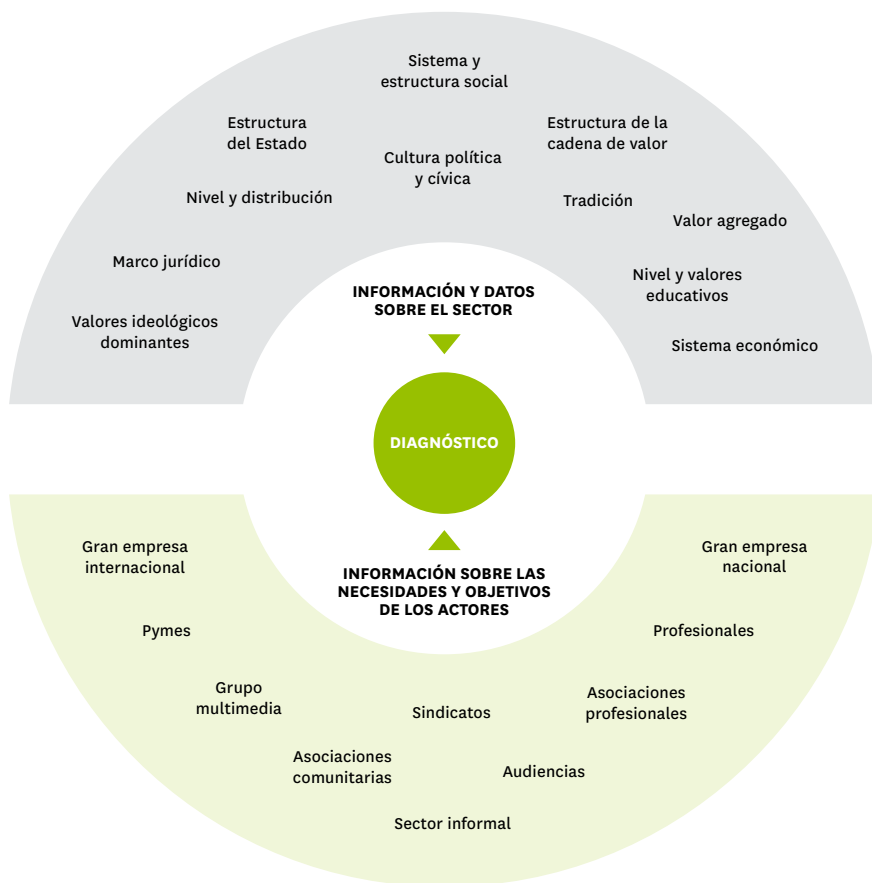 Sistema y
estructura social
Estructura
del Estado
Estructura de la
cadena de valor
Cultura política
y cívica
Nivel y distribución
Tradición
Valor agregado
Marco jurídico
Nivel y valores
educativos
Valores ideológicos
dominantes
Sistema económico
INFORMACIÓN Y DATOS
SOBRE EL SECTOR
DIAGNÓSTICO
INFORMACIÓN SOBRE LAS
NECESIDADES Y OBJETIVOS
DE LOS ACTORES
Gran empresa
internacional
Gran empresa
nacional
Pymes
Profesionales
Grupo
multimedia
Sindicatos
Asociaciones
profesionales
Asociaciones
comunitarias
Audiencias
Sector informal